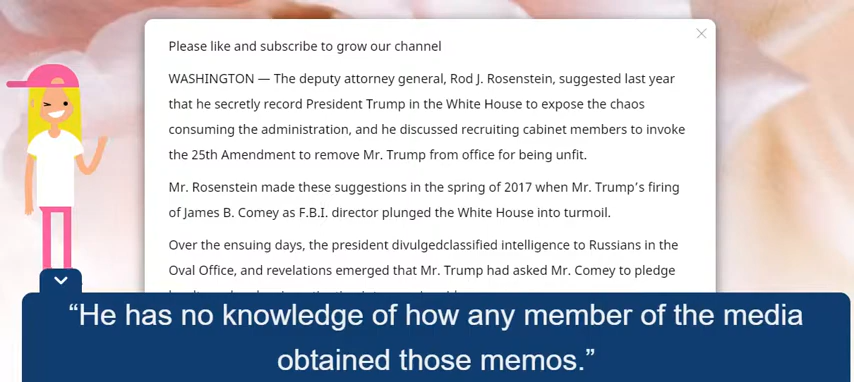 Please like and subscribe to grow our channel
WASHINGTON — The deputy attorney general, Rod J. Rosenstein, suggested last year
that he secretly record President Trump in the White House to expose the chaos
consuming the administration, and he discussed recruiting cabinet members to invoke
the 25th Amendment to remove Mr. Trump from office for being unfit.
Mr. Rosenstein made these suggestions in the spring of 2017 when Mr. Trump’s firing
of James B. Comey as F.B.I. director plunged the White House into turmoil.
Over the ensuing days, the president divulgedclassified intelligence to Russians in the
Oval Office, and revelations emerged that Mr. Trump had asked Mr. Comey to pledge
“He has no knowledge of how any member of the media
obtained those memos.”